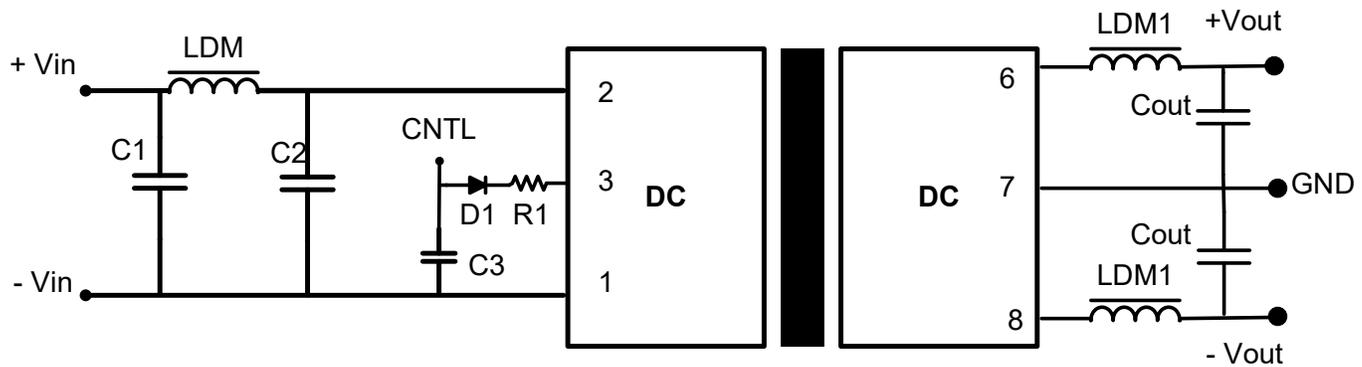 LDM
+ Vin
C1
C2
- Vin
CNTL
D1
R1
C3
2
3
1
DC
DC
6
7
8
LDM1
+Vout
Cout
GND
Cout
LDM1
- Vout